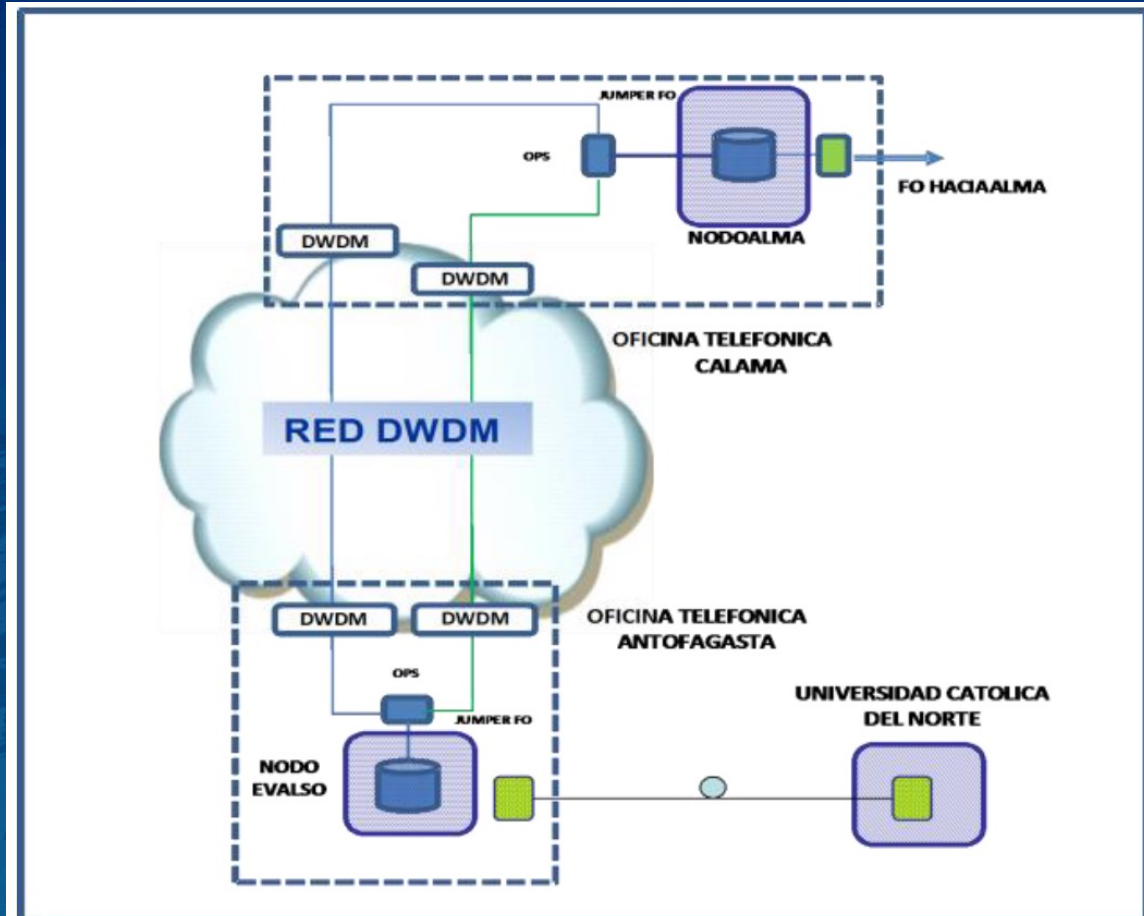 JUMPER FO
OPS
FO HACIAALMA
NODOALMA
DWDM
DWDM
OFICINA TELEFONICA
CALAMA
RED DWDM
DWDM
DWDM
OFICINA TELEFONICA
ANTOFAGASTA
OPS
JUMPER FO
UNIVERSIDAD CATOLICA
DEL NORTE
NODO
EVALSO